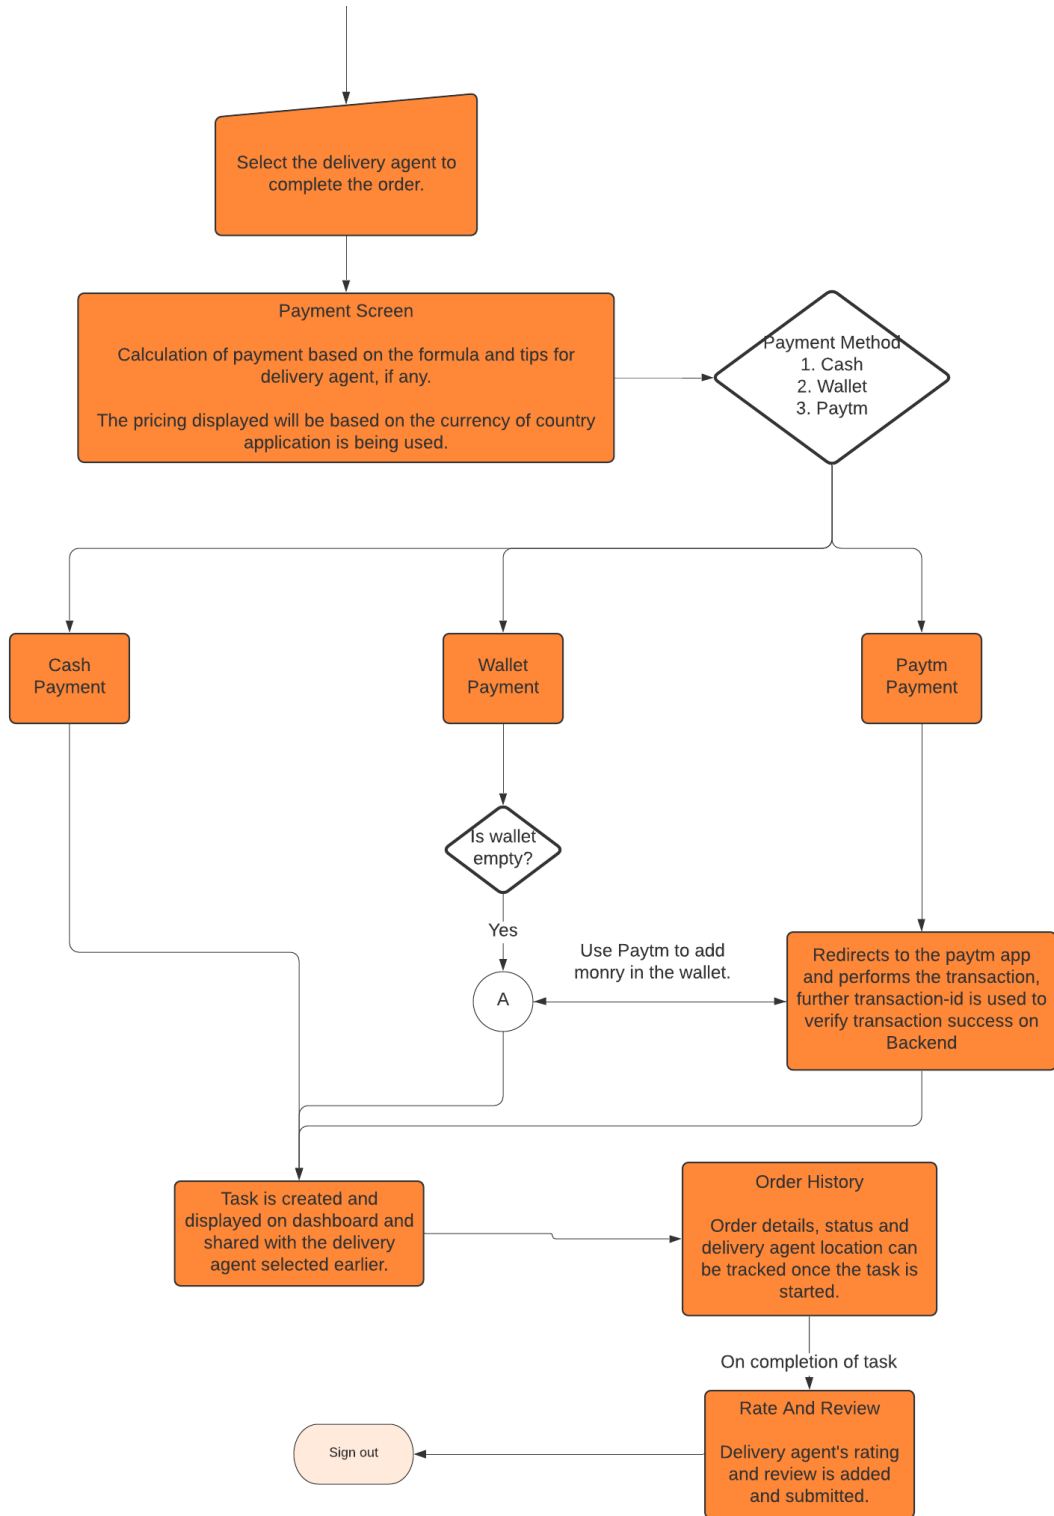 Select the delivery agent to
complete the order.
Payment Screen
Calculation of payment based on the formula and tips for
delivery agent, if any.
The pricing displayed will be based on the currency of country
application is being used.
Payment Method
1. Cash
2. Wallet
3. Paytm
Cash
Payment
Wallet
Payment
Paytm
Payment
Is wallet
empty?
Yes
A
Use Paytm to add
monry in the wallet.
Redirects to the paytm app
and performs the transaction,
further transaction-id is used to
verify transaction success on
Backend
Task is created and
displayed on dashboard and
shared with the delivery
agent selected earlier.
Order History
Order details, status and
delivery agent location can
be tracked once the task is
started.
On completion of task
Rate And Review
Delivery agent's rating
and review is added
and submitted.
Sign out